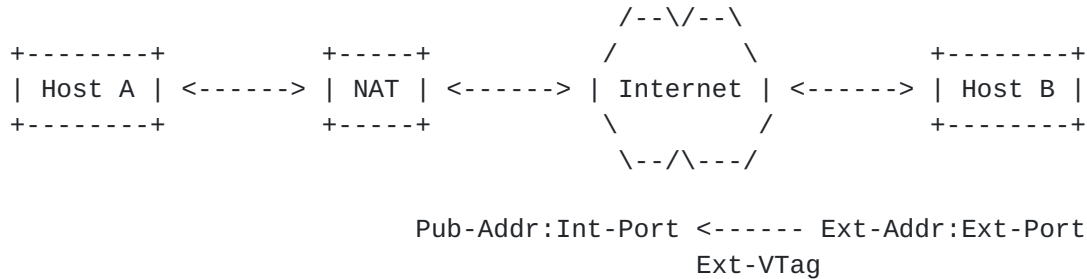 /--\/--\
+--------+          +-----+            /        \           +--------+
| Host A | <------> | NAT | <------> | Internet | <------> | Host B |
+--------+          +-----+            \        /           +--------+
                                         \--/\---/
Pub-Addr:Int-Port <------ Ext-Addr:Ext-Port
Ext-VTag